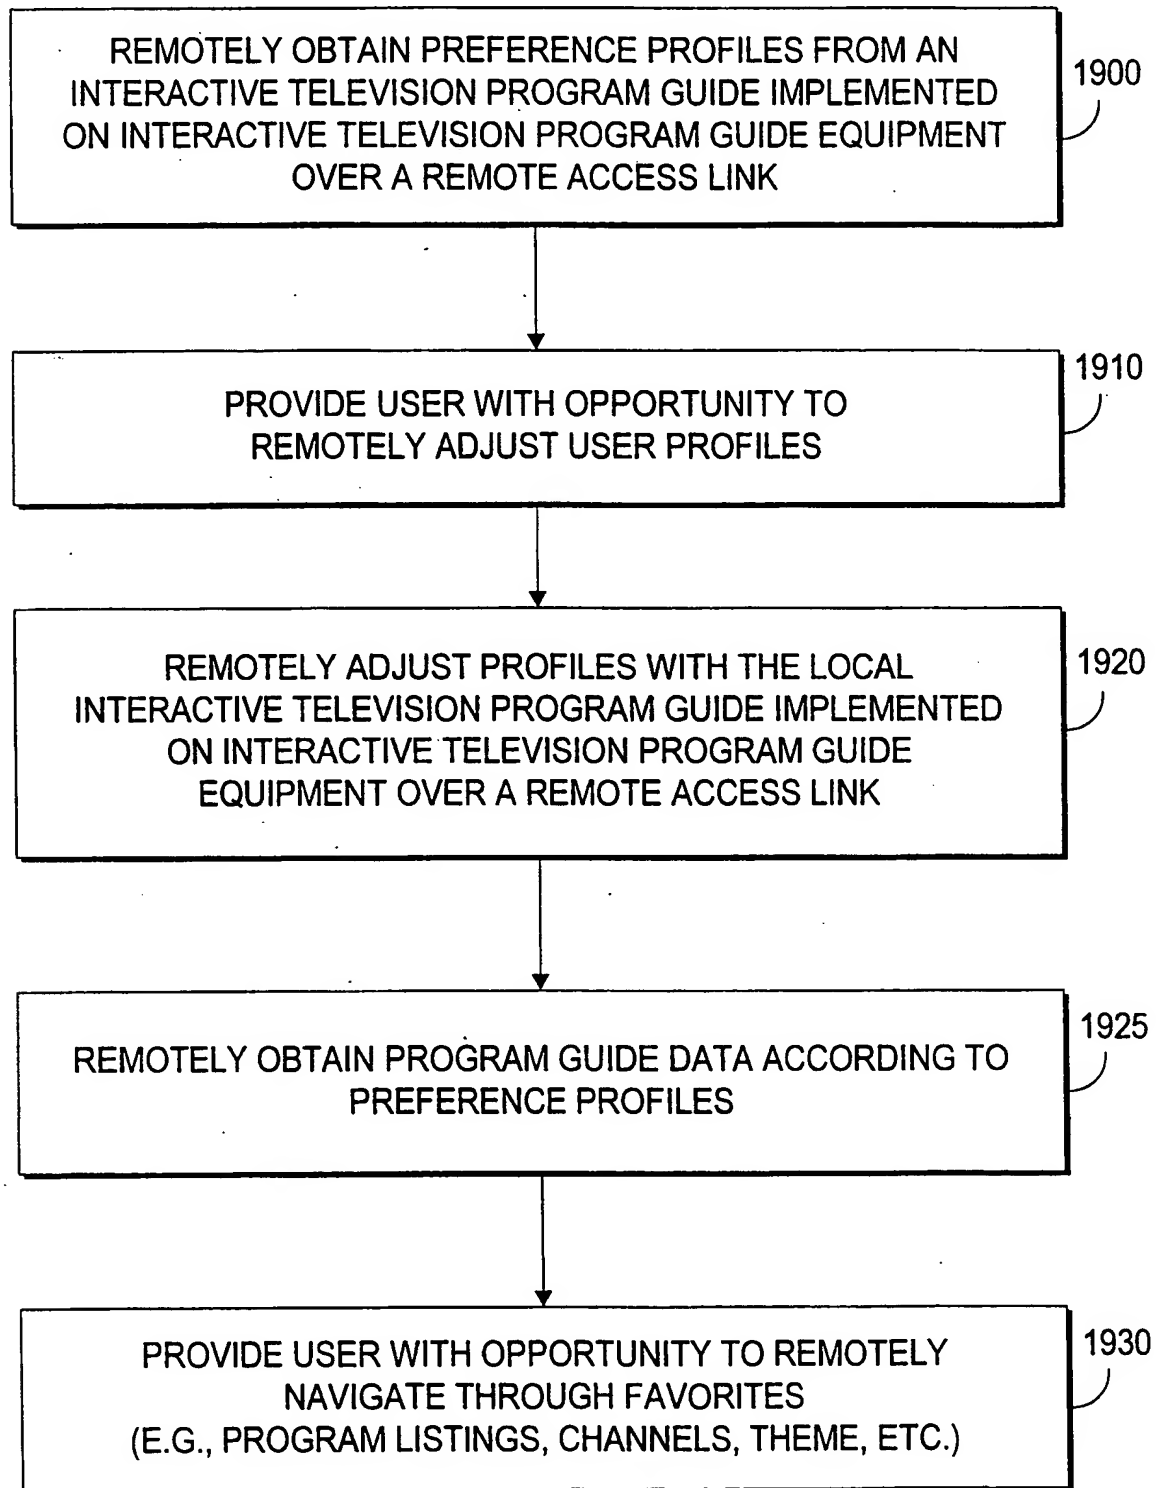 REMOTELY OBTAIN PREFERENCE PROFILES FROM AN
INTERACTIVE TELEVISION PROGRAM GUIDE IMPLEMENTED
ON INTERACTIVE TELEVISION PROGRAM GUIDE EQUIPMENT
OVER A REMOTE ACCESS LINK
1900
PROVIDE USER WITH OPPORTUNITY TO
REMOTELY ADJUST USER PROFILES
1910
REMOTELY ADJUST PROFILES WITH THE LOCAL
INTERACTIVE TELEVISION PROGRAM GUIDE IMPLEMENTED
ON INTERACTIVE TELEVISION PROGRAM GUIDE
EQUIPMENT OVER A REMOTE ACCESS LINK
1920
REMOTELY OBTAIN PROGRAM GUIDE DATA ACCORDING TO
PREFERENCE PROFILES
1925
PROVIDE USER WITH OPPORTUNITY TO REMOTELY
NAVIGATE THROUGH FAVORITES
(E.G., PROGRAM LISTINGS, CHANNELS, THEME, ETC.)
1930